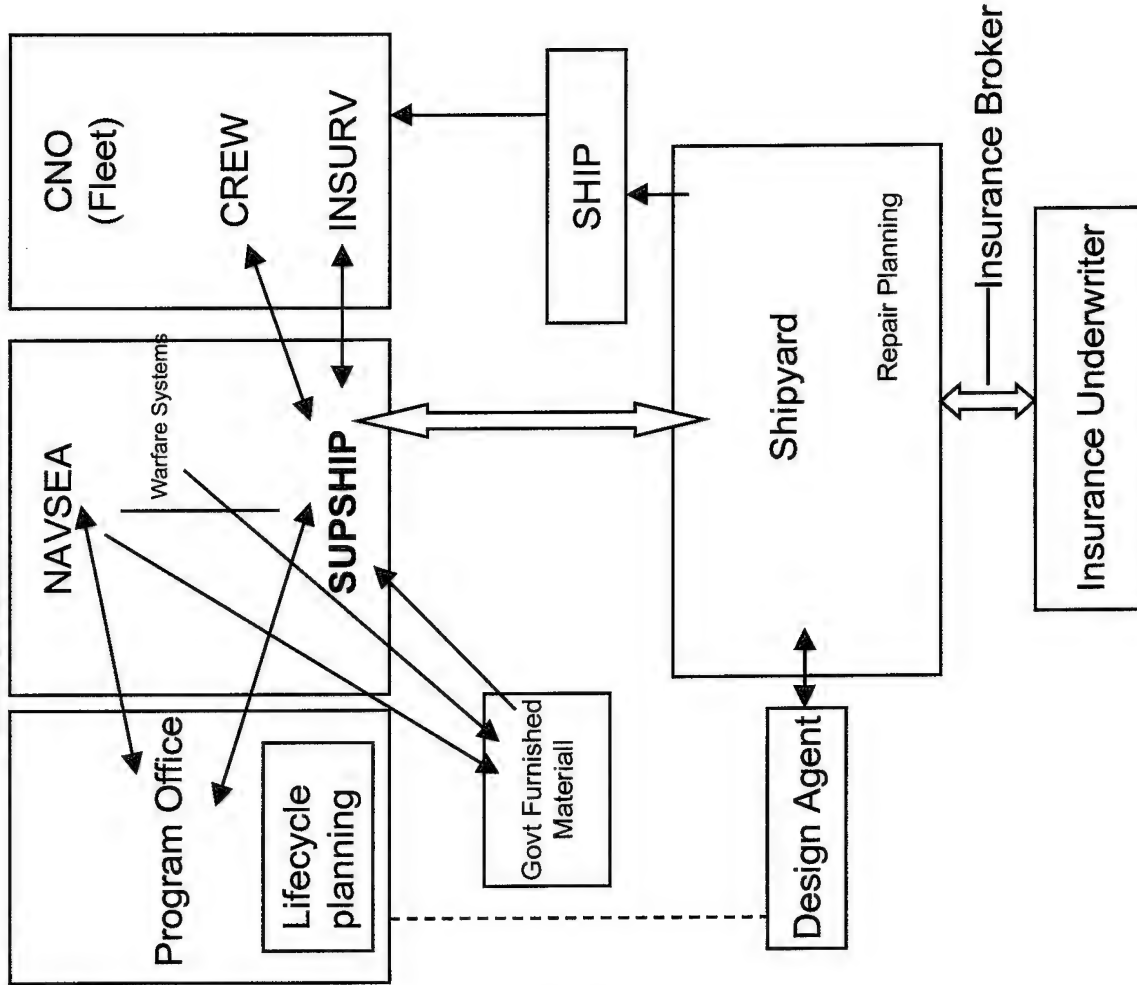 Program Office
Lifecycle
planning
NAVSEA
Warfare Systems
SUPSHIP
CNO
(Fleet)
CREW
INSURV
Govt Furnished
Materiall
SHIP
Design Agent
Shipyard
Repair Planning
Insurance Broker
Insurance Underwriter